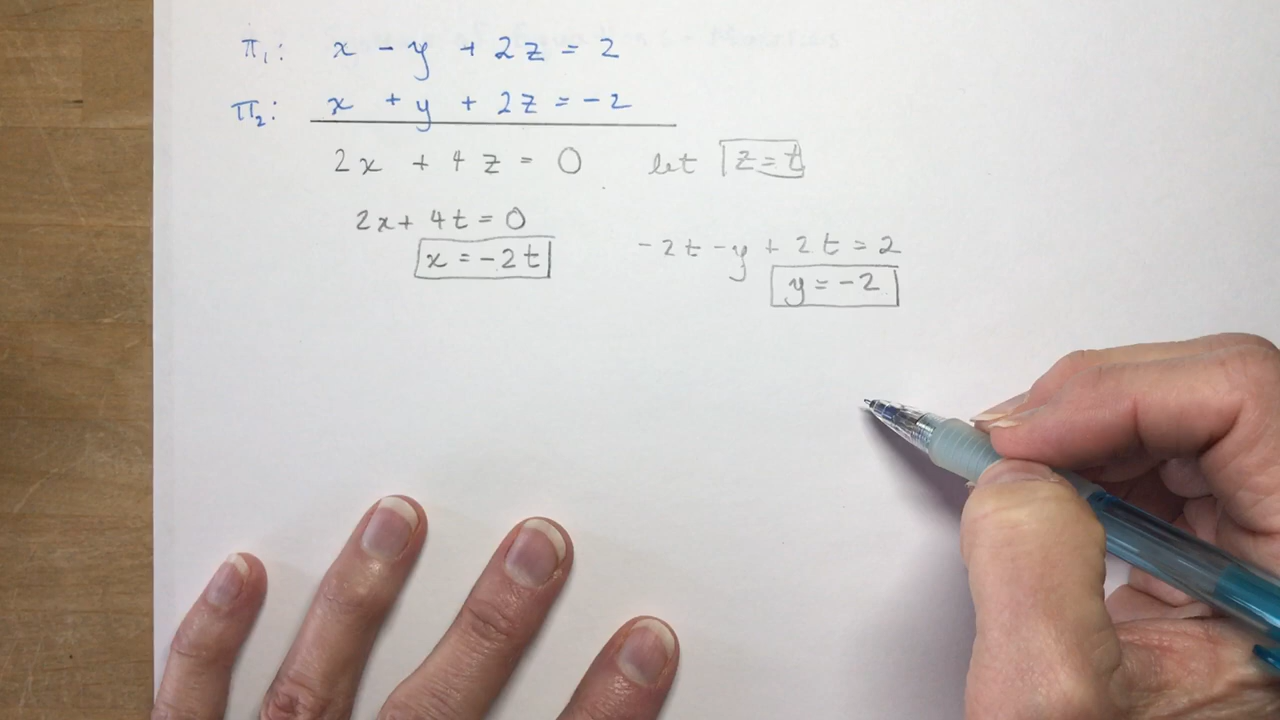 π₁: x - y + 2z = 2
π₂: x + y + 2z = -2
2x + 4z = 0 let z = t
2x + 4t = 0
x = -2t
-2t - y + 2t = 2
y = -2